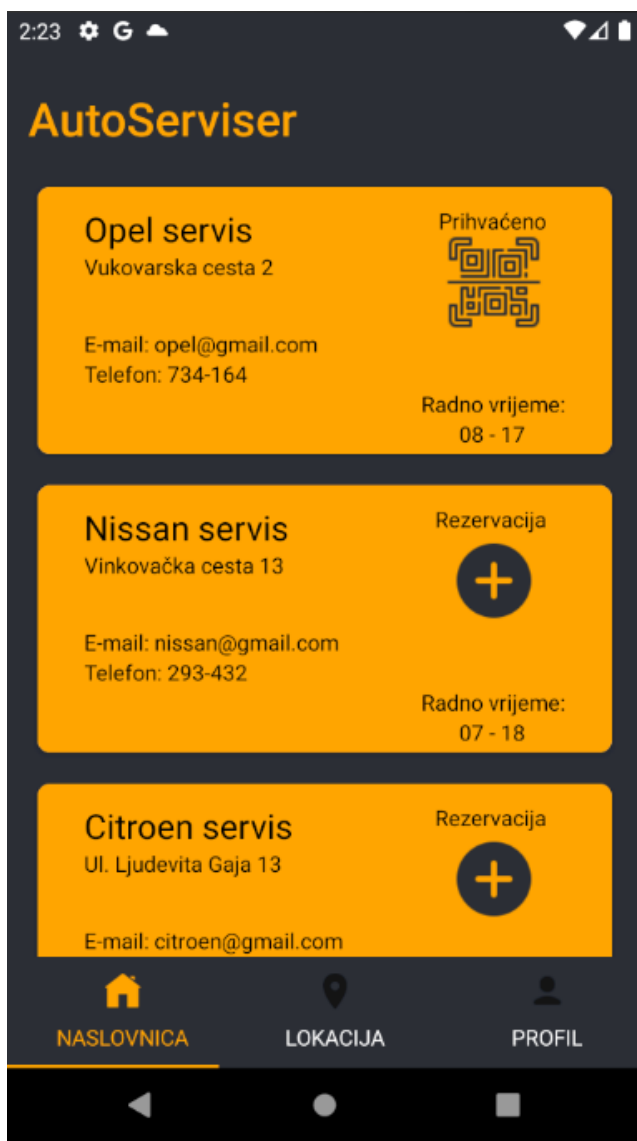 2:23 G
AutoServiser
Opel servis
Vukovarska cesta 2
Prihvaćeno
E-mail: opel@gmail.com
Telefon: 734-164
Radno vrijeme:
08 - 17
Nissan servis
Vinkovačka cesta 13
Rezervacija
E-mail: nissan@gmail.com
Telefon: 293-432
Radno vrijeme:
07 - 18
Citroen servis
Ul. Ljudevita Gaja 13
Rezervacija
E-mail: citroen@gmail.com
NASLOVNICA LOKACIJA PROFIL